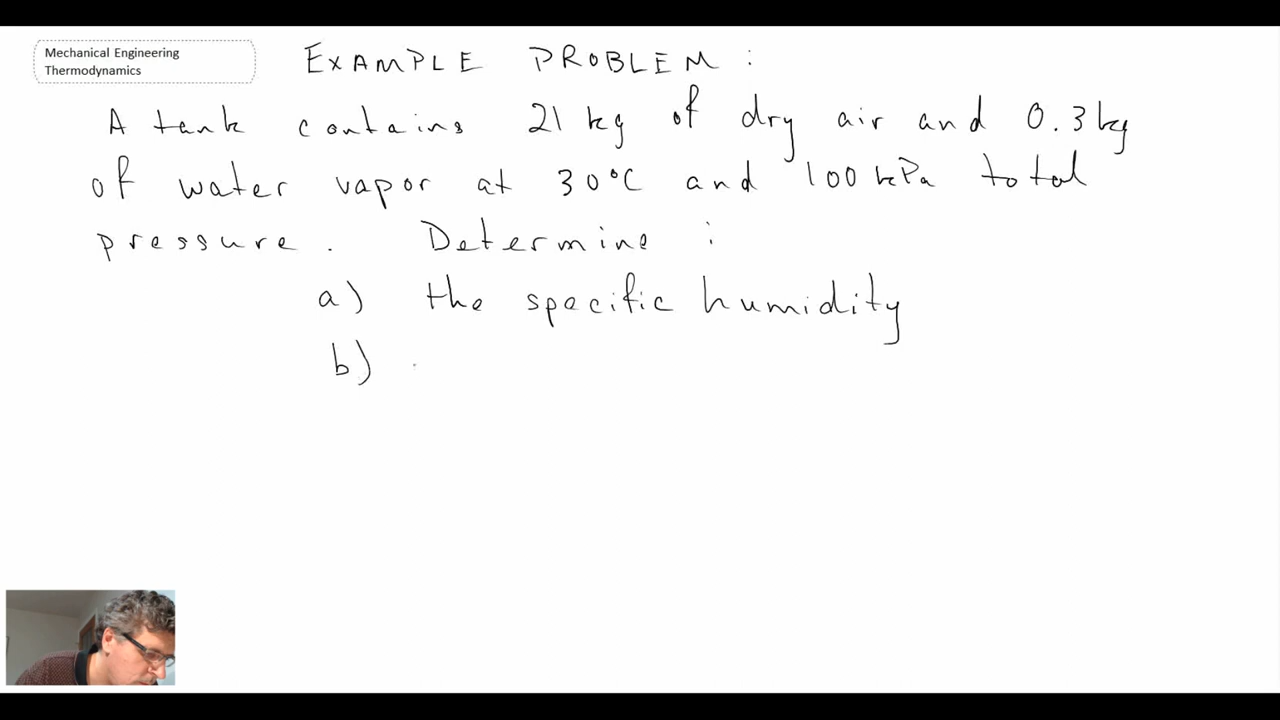 Mechanical Engineering
Thermodynamics
EXAMPLE PROBLEM :
A tank contains 21 kg of dry air and 0.3 kg
of water vapor at 30°C and 100 kPa total
pressure. Determine :
a) the specific humidity
b)